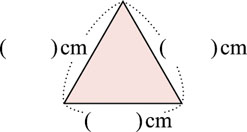 (　　)cm (　　)cm
(　　)cm